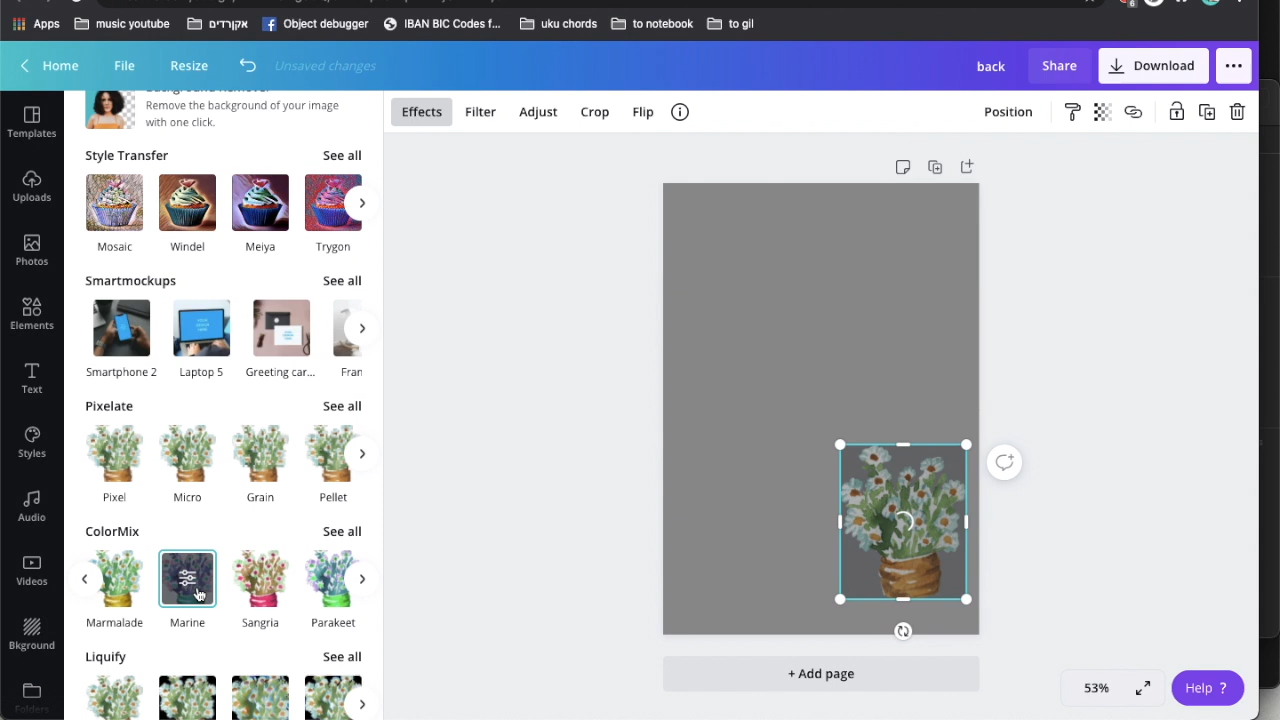 Apps music youtube אקורדים Object debugger IBAN BIC Codes f... uku chords to notebook to gil
Home File Resize Unsaved changes back Share Download
Effects Filter Adjust Crop Flip Position
Templates
Uploads
Photos
Elements
Text
Styles
Audio
Videos
Bkground
Folders
Background Remover
Remove the background of your image
with one click.
Style Transfer See all
Mosaic Windel Meiya Trygon
Smartmockups See all
Smartphone 2 Laptop 5 Greeting car... Fran
Pixelate See all
Pixel Micro Grain Pellet
ColorMix See all
Marmalade Marine Sangria Parakeet
Liquify See all
+ Add page
53% Help ?